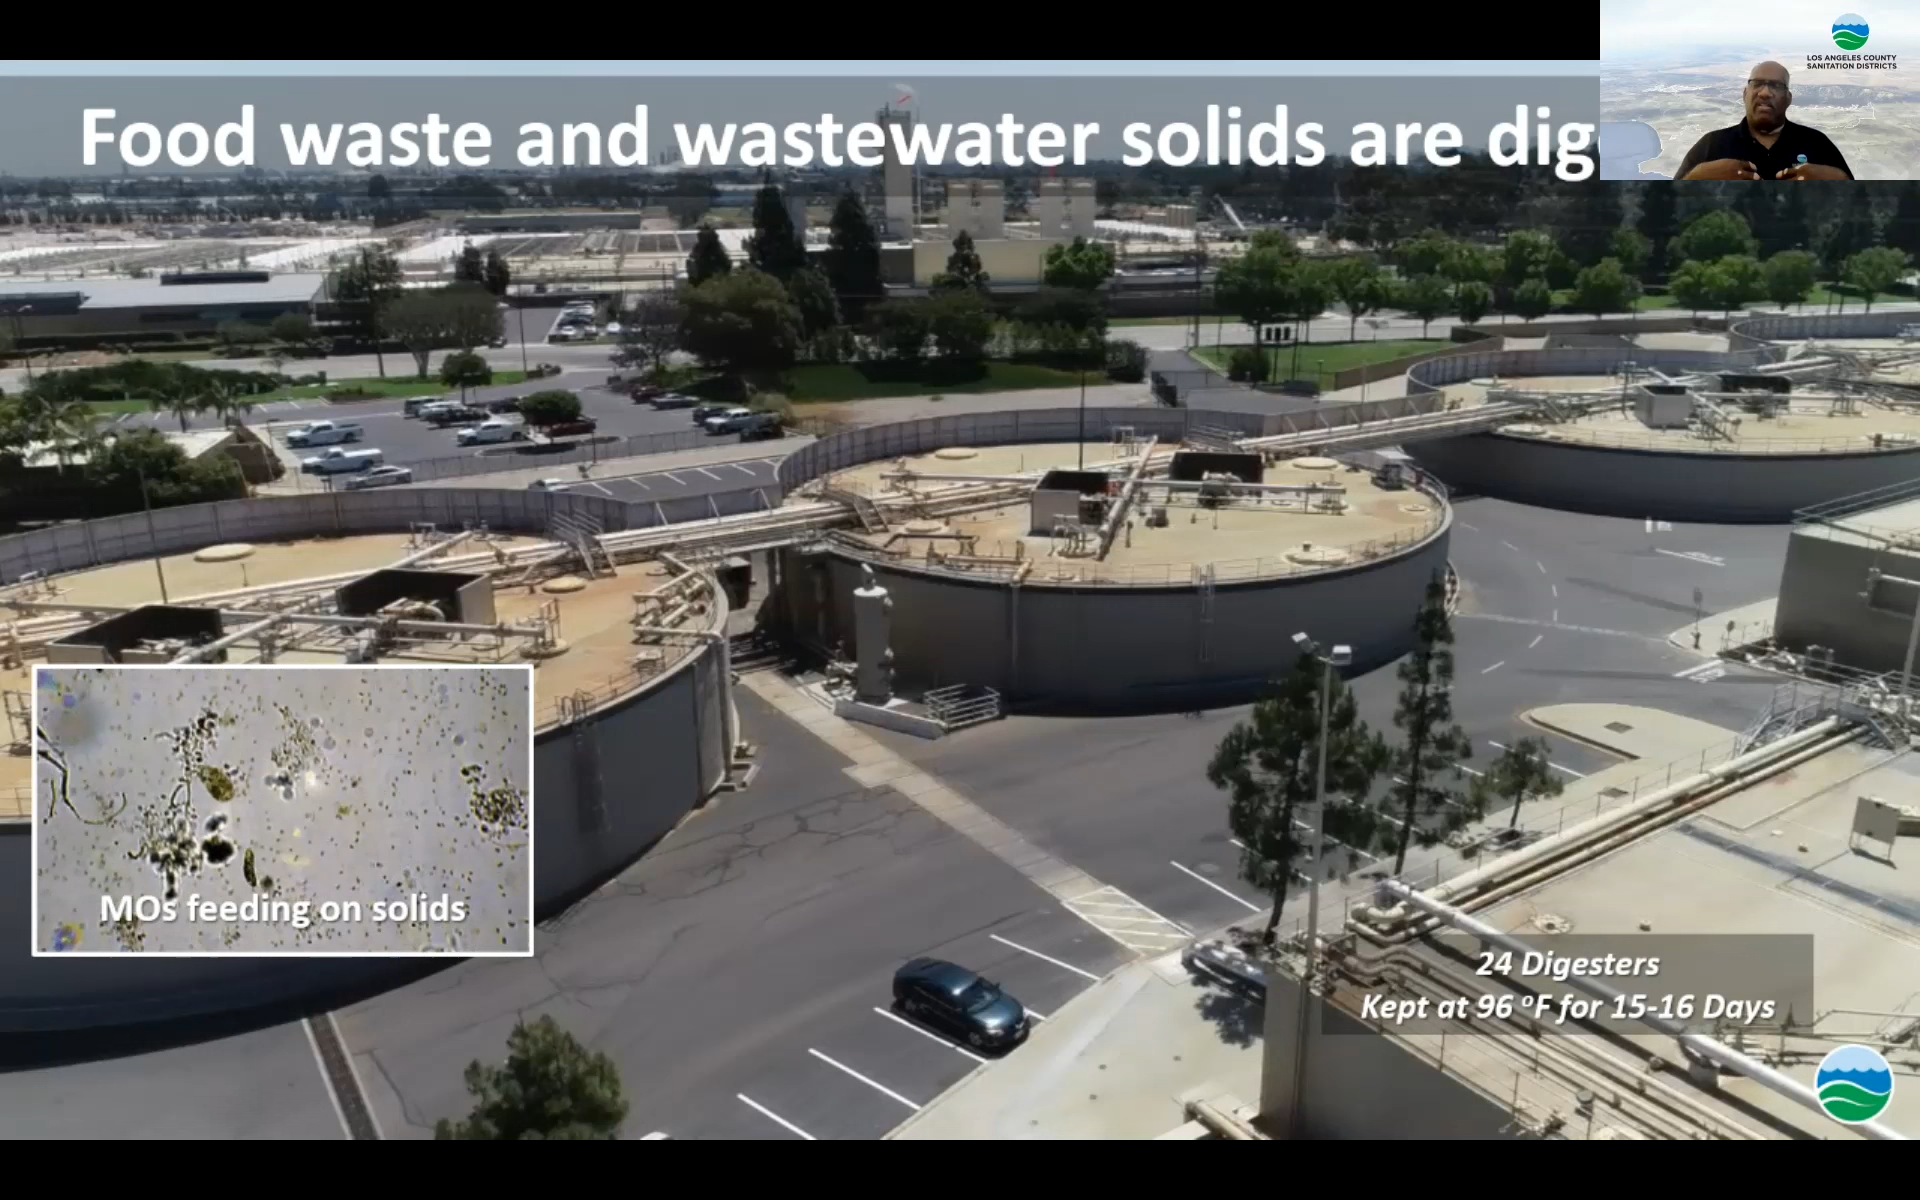 Food waste and wastewater solids are dig
LOS ANGELES COUNTY
SANITATION DISTRICTS
MOs feeding on solids
24 Digesters
Kept at 96 ºF for 15-16 Days